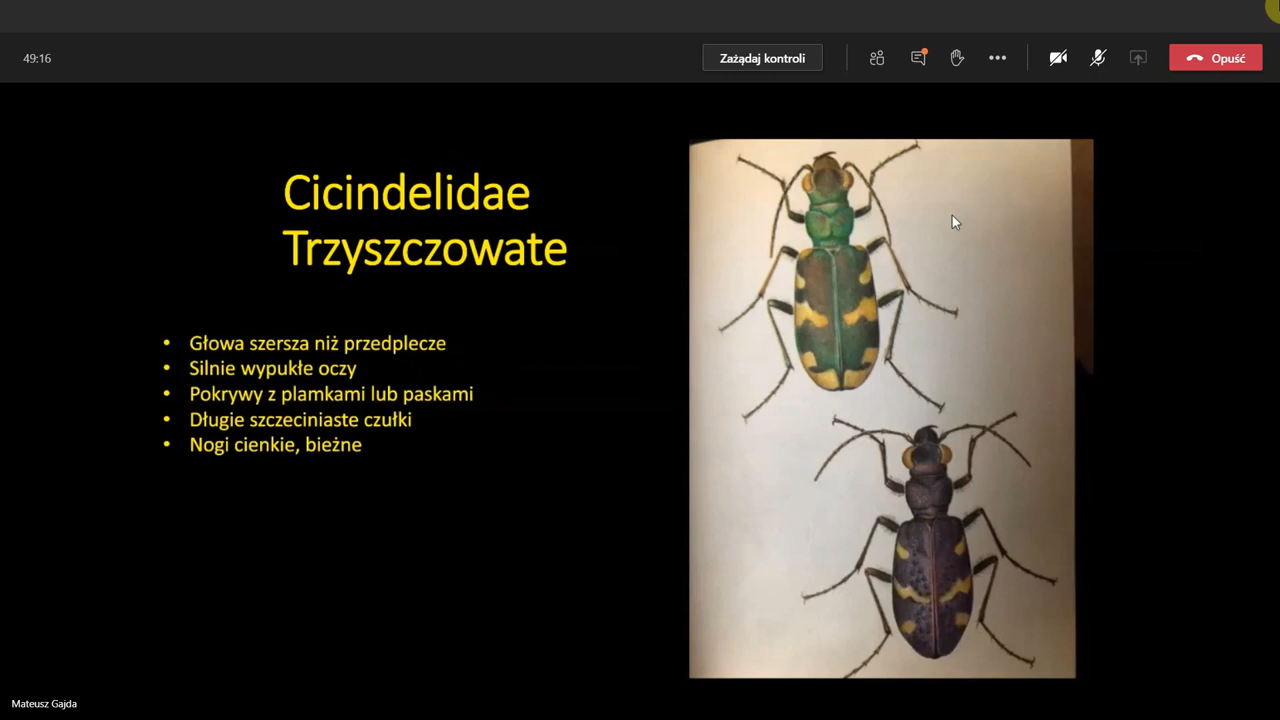 49:16
Zażądaj kontroli
Opuść
Cicindelidae
Trzyszczowate
• Głowa szersza niż przedplecze
• Silnie wypukłe oczy
• Pokrywy z plamkami lub paskami
• Długie szczeciniaste czułki
• Nogi cienkie, bieżne
Mateusz Gajda